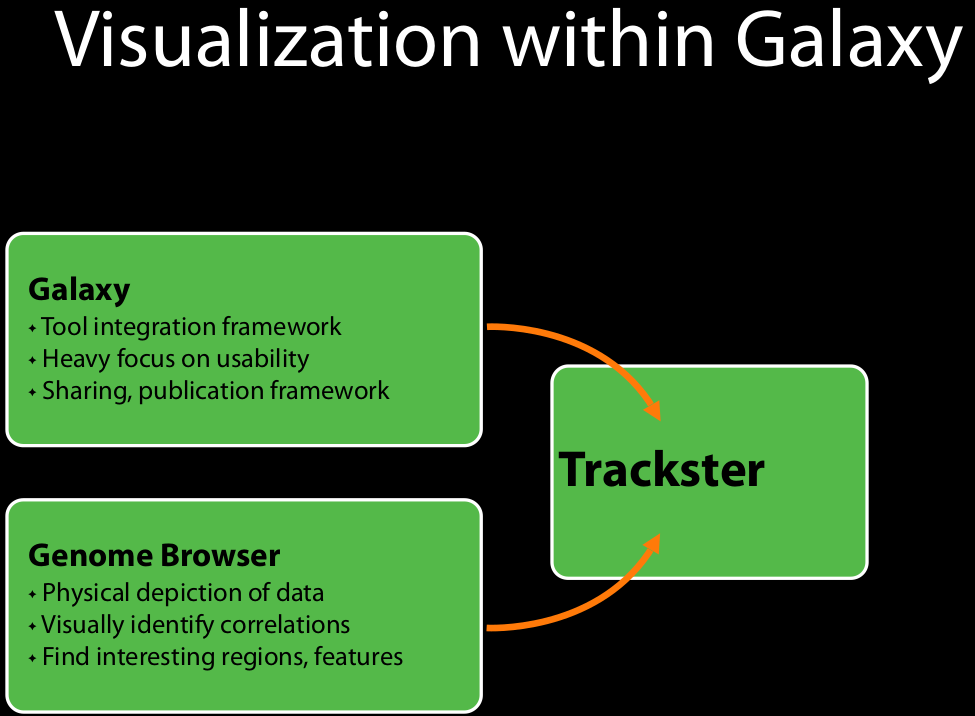 Visualization within Galaxy
Galaxy
✦ Tool integration framework
✦ Heavy focus on usability
✦ Sharing, publication framework
Trackster
Genome Browser
✦ Physical depiction of data
✦ Visually identify correlations
✦ Find interesting regions, features